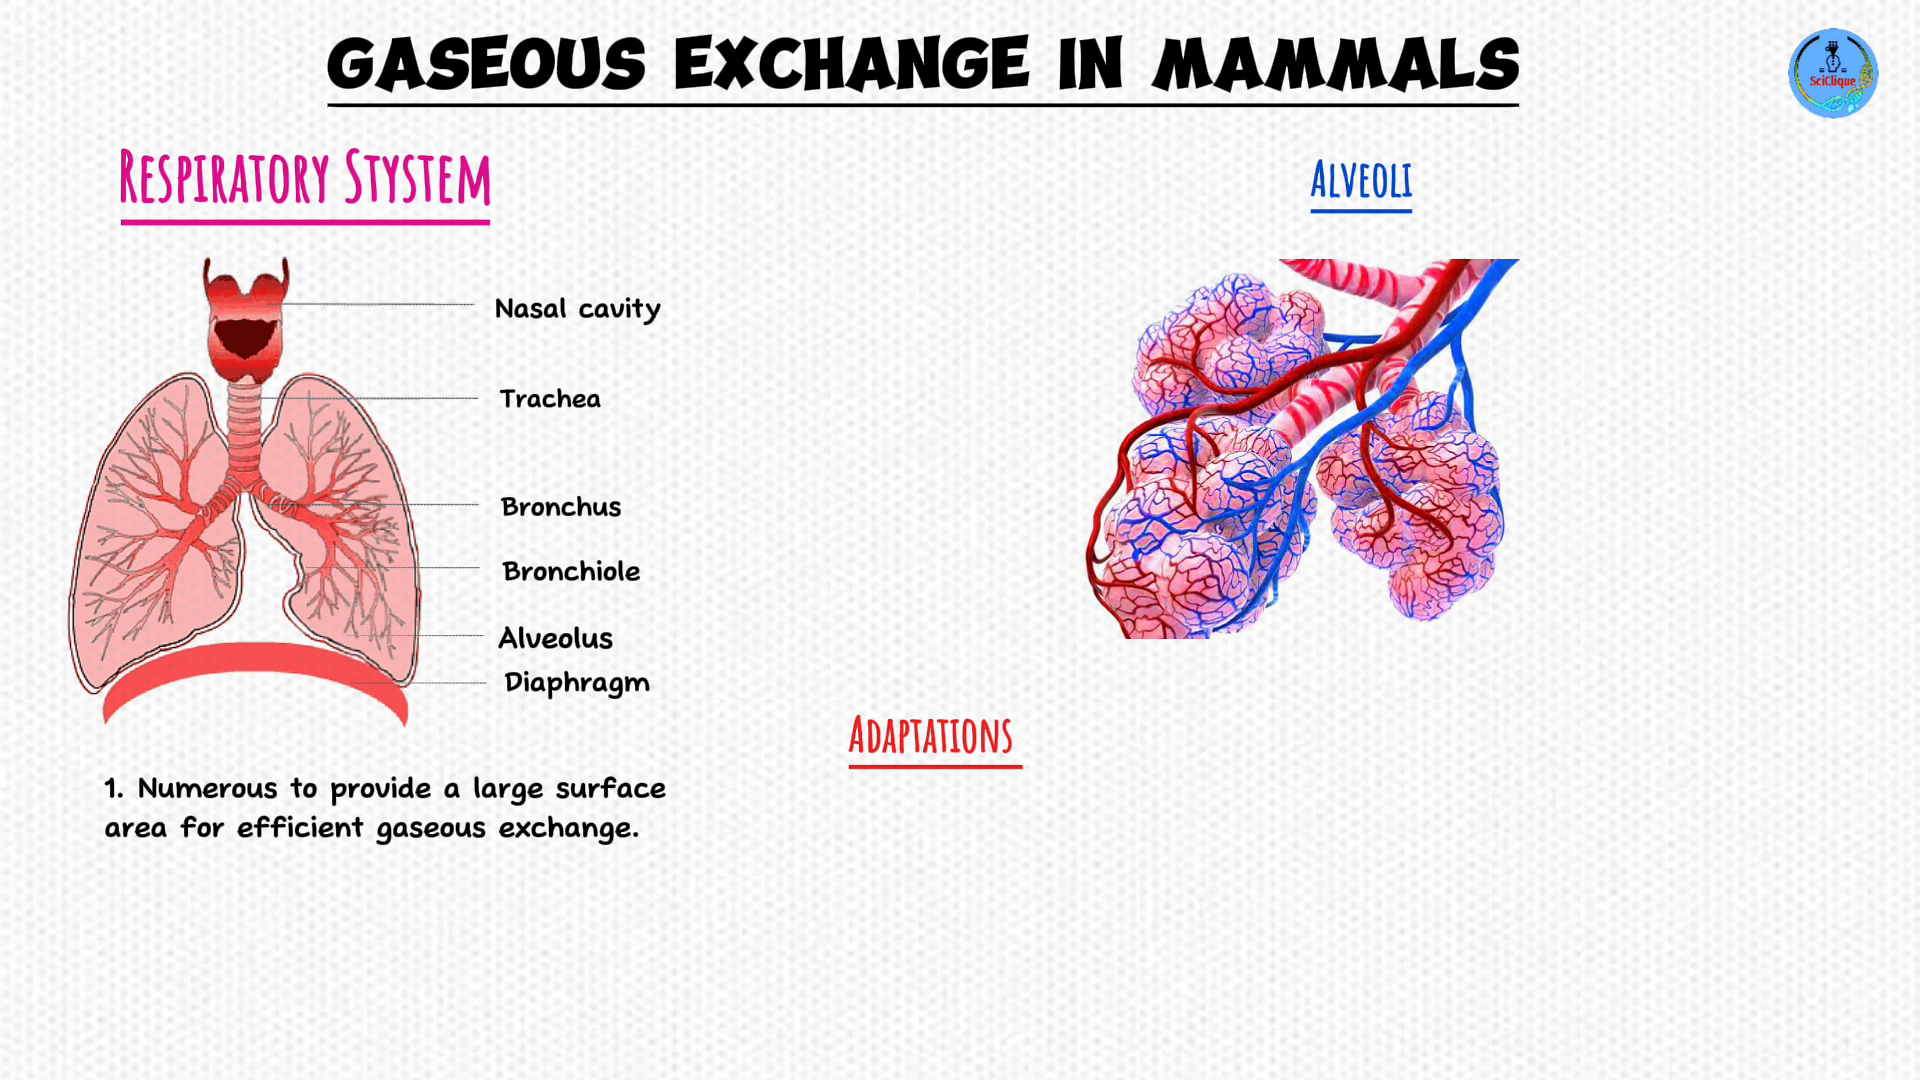 GASEOUS EXCHANGE IN MAMMALS
SciClique
RESPIRATORY STYSTEM
ALVEOLI
Nasal cavity
Trachea
Bronchus
Bronchiole
Alveolus
Diaphragm
ADAPTATIONS
1. Numerous to provide a large surface
area for efficient gaseous exchange.